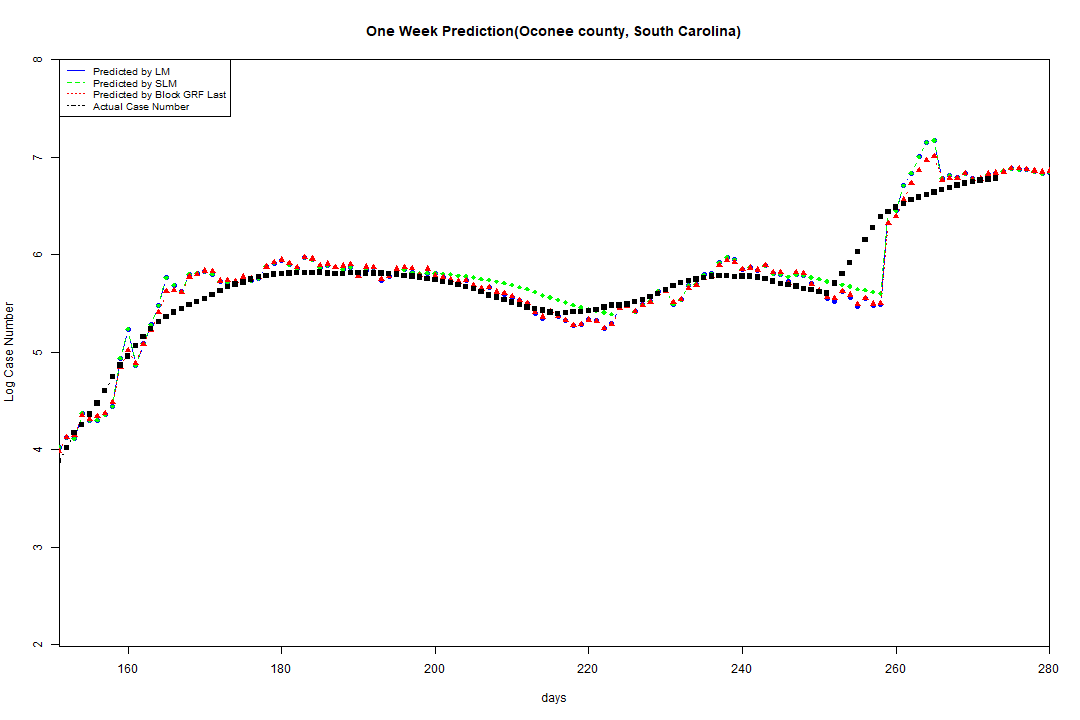 One Week Prediction(Oconee county, South Carolina)
8
Predicted by LM
Predicted by SLM
Predicted by Block GRF Last
Actual Case Number
7
6
5
4
3
2
Log Case Number
160 180 200 220 240 260 280
days